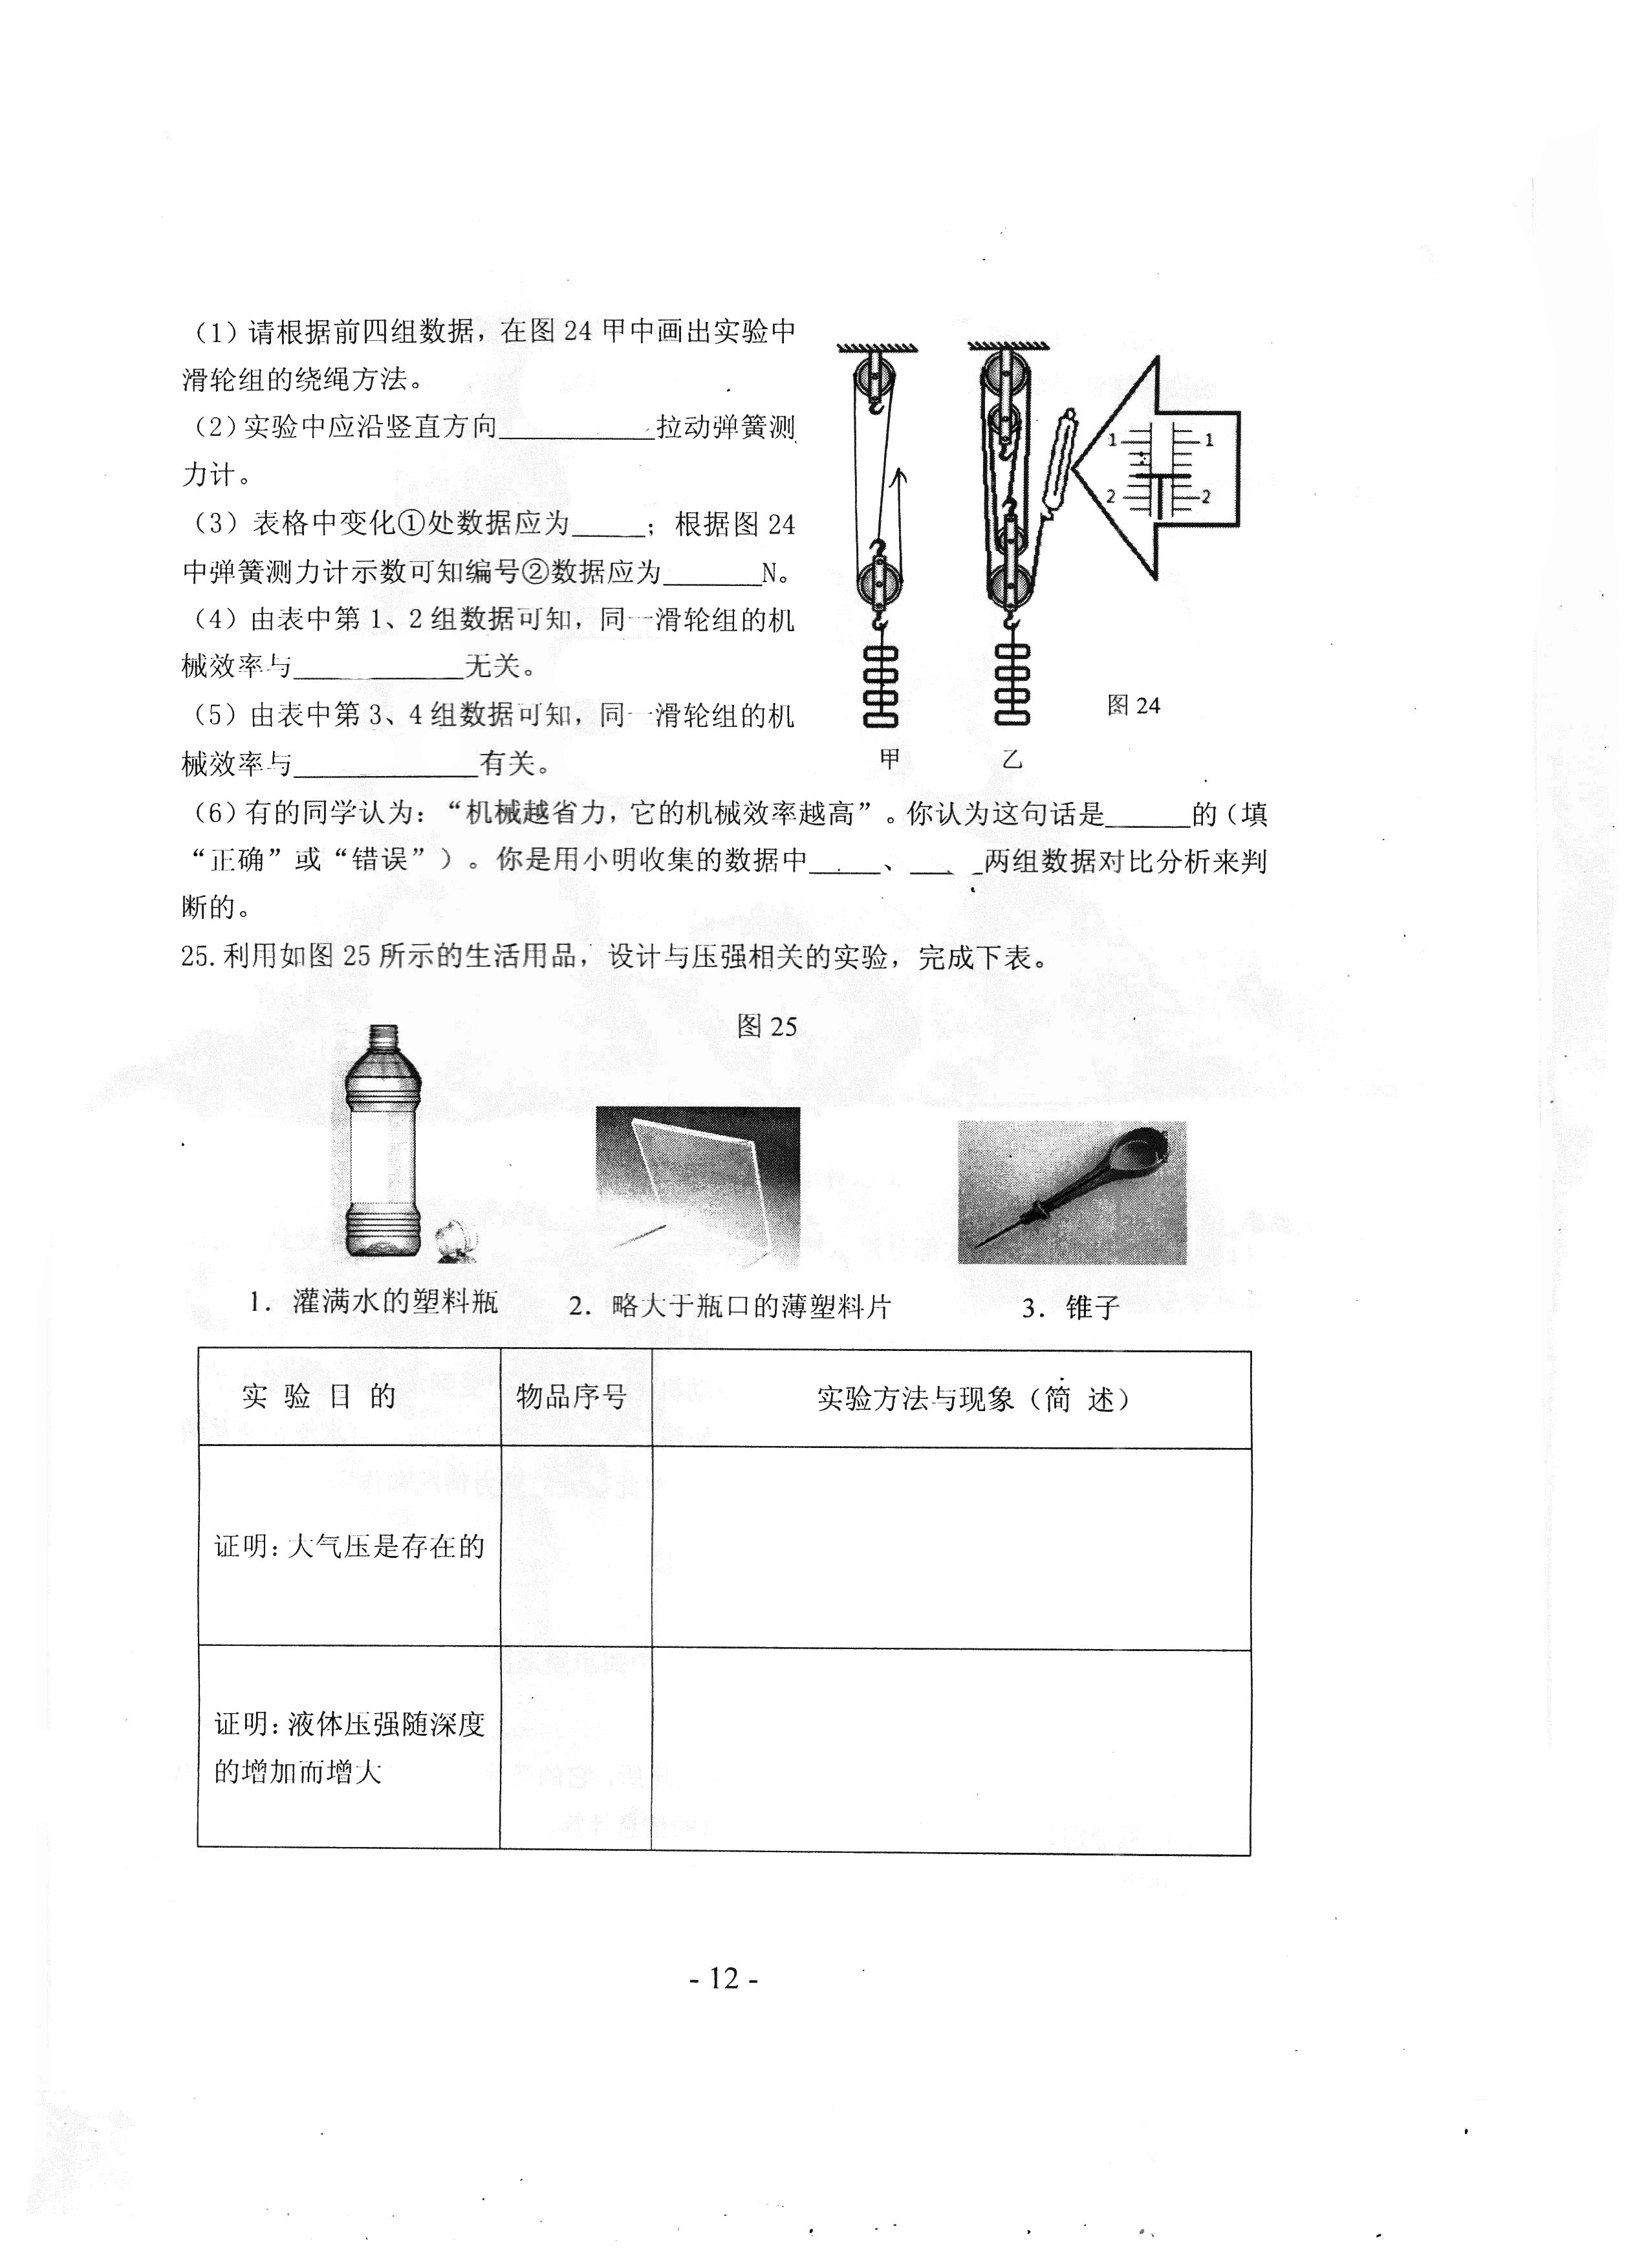 (1)请根据前四组数据，在图 24 甲中画出实验中
滑轮组的绕绳方法。
(2)实验中应沿竖直方向___________拉动弹簧测
力计。
(3) 表格中变化①处数据应为_____；根据图 24
中弹簧测力计示数可知编号②数据应为_______N。
(4) 由表中第 1、2 组数据可知，同一滑轮组的机
械效率与____________无关。
(5) 由表中第 3、4 组数据可知，同一滑轮组的机
械效率与_____________有关。
1
1
2
2
图 24
甲
乙
(6)有的同学认为：“机械越省力，它的机械效率越高”。你认为这句话是______的（填
“正确”或“错误”）。你是用小明收集的数据中_____、_____两组数据对比分析来判
断的。
25.利用如图 25 所示的生活用品，设计与压强相关的实验，完成下表。
图 25
1. 灌满水的塑料瓶
2. 略大于瓶口的薄塑料片
3. 锥子
实 验 目 的
物品序号
实验方法与现象（简 述）
证明：大气压是存在的
证明：液体压强随深度
的增加而增大
- 12 -